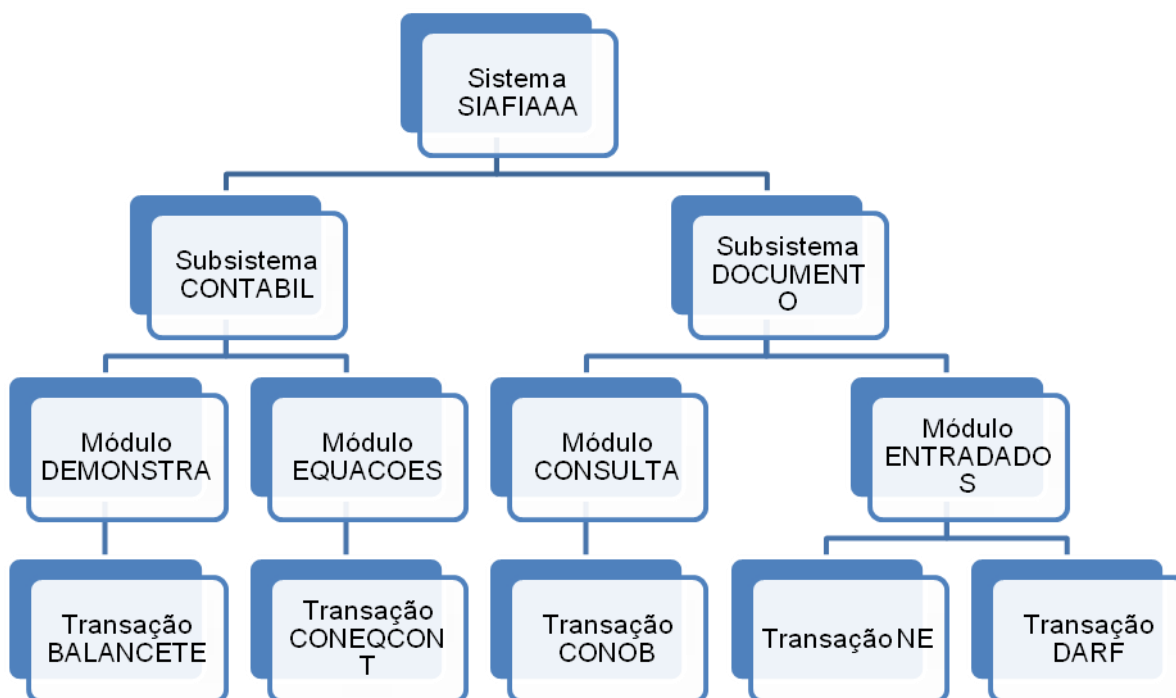 Sistema
SIAFIAAA
Subsistema
CONTABIL
Subsistema
DOCUMENT
O
Módulo
DEMONSTRA
Módulo
EQUACOES
Módulo
CONSULTA
Módulo
ENTRADADO
S
Transação
BALANCETE
Transação
CONEQCON
T
Transação
CONOB
Transação NE
Transação
DARF